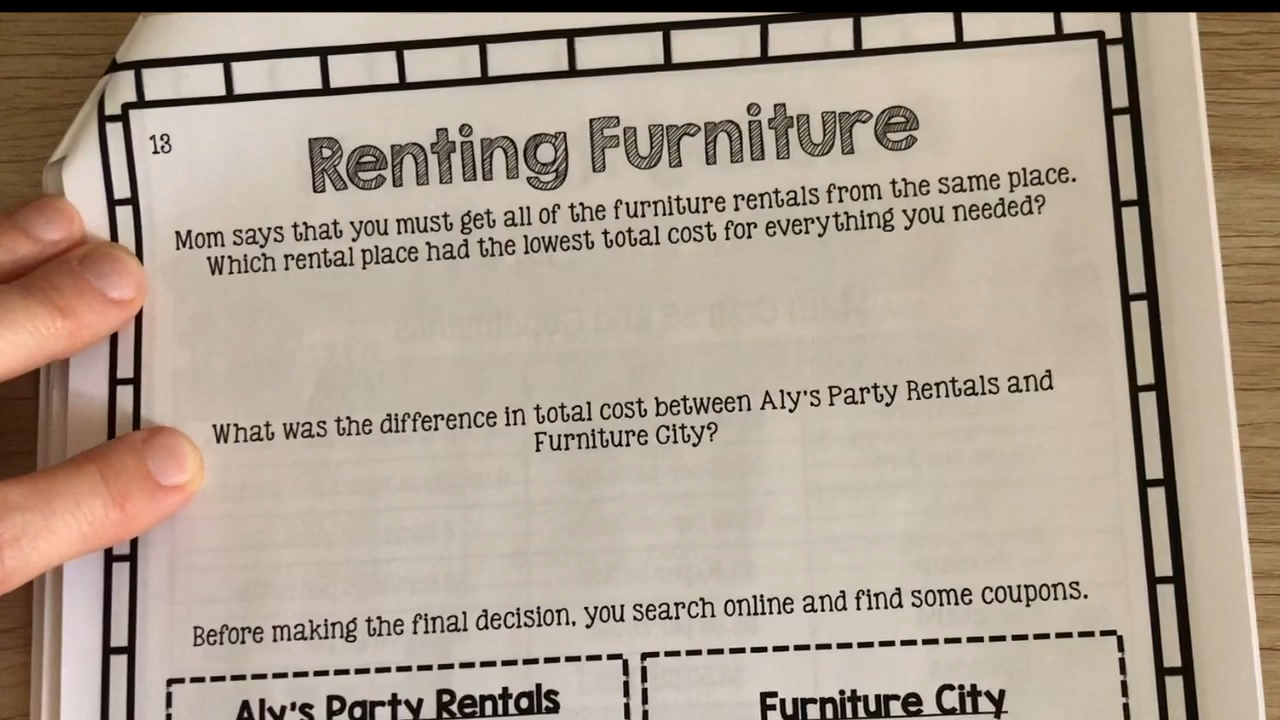 13
Renting Furniture
Mom says that you must get all of the furniture rentals from the same place.
Which rental place had the lowest total cost for everything you needed?
What was the difference in total cost between Aly's Party Rentals and
Furniture City?
Before making the final decision, you search online and find some coupons.
Aly's Party Rentals
Furniture City